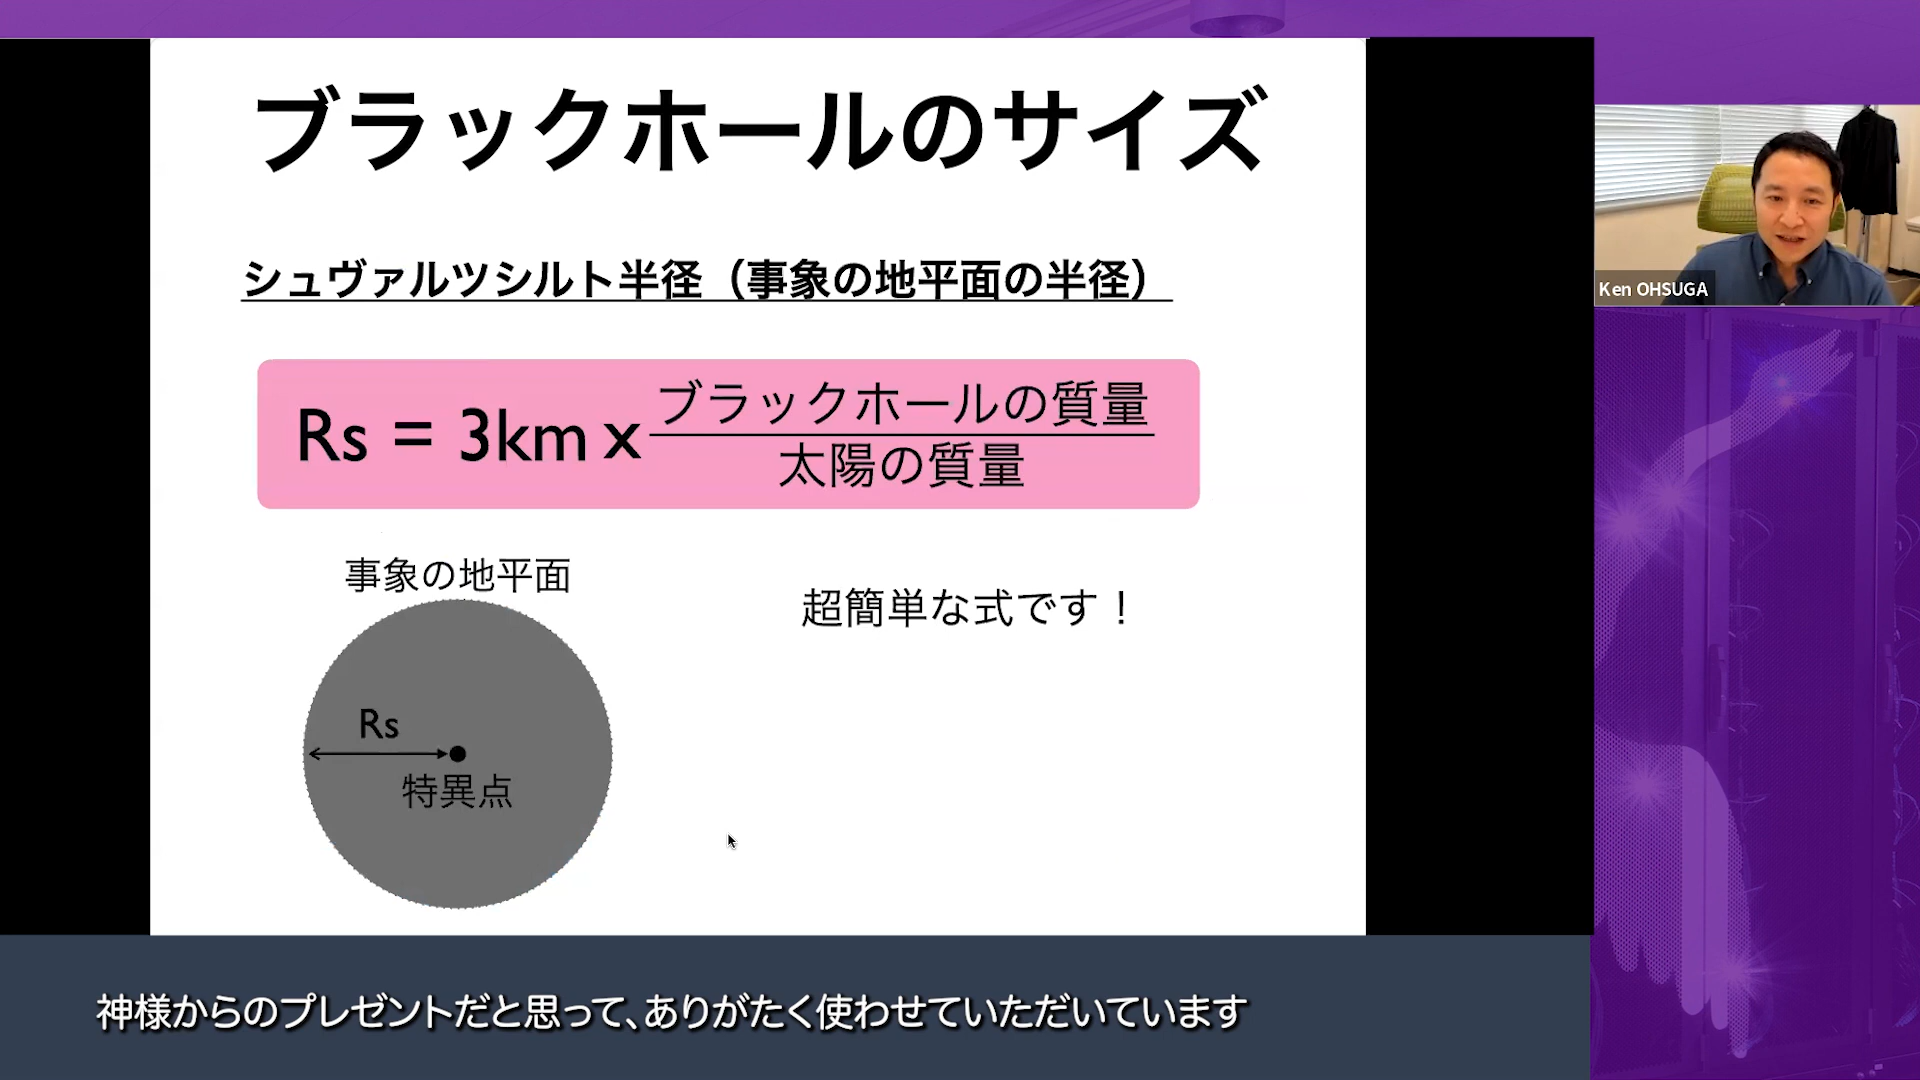 ブラックホールのサイズ
シュヴァルツシルト半径（事象の地平面の半径）
Rs = 3km x ブラックホールの質量
太陽の質量
事象の地平面
超簡単な式です！
Rs
特異点
Ken OHSUGA
神様からのプレゼントだと思って、ありがたく使わせていただいています